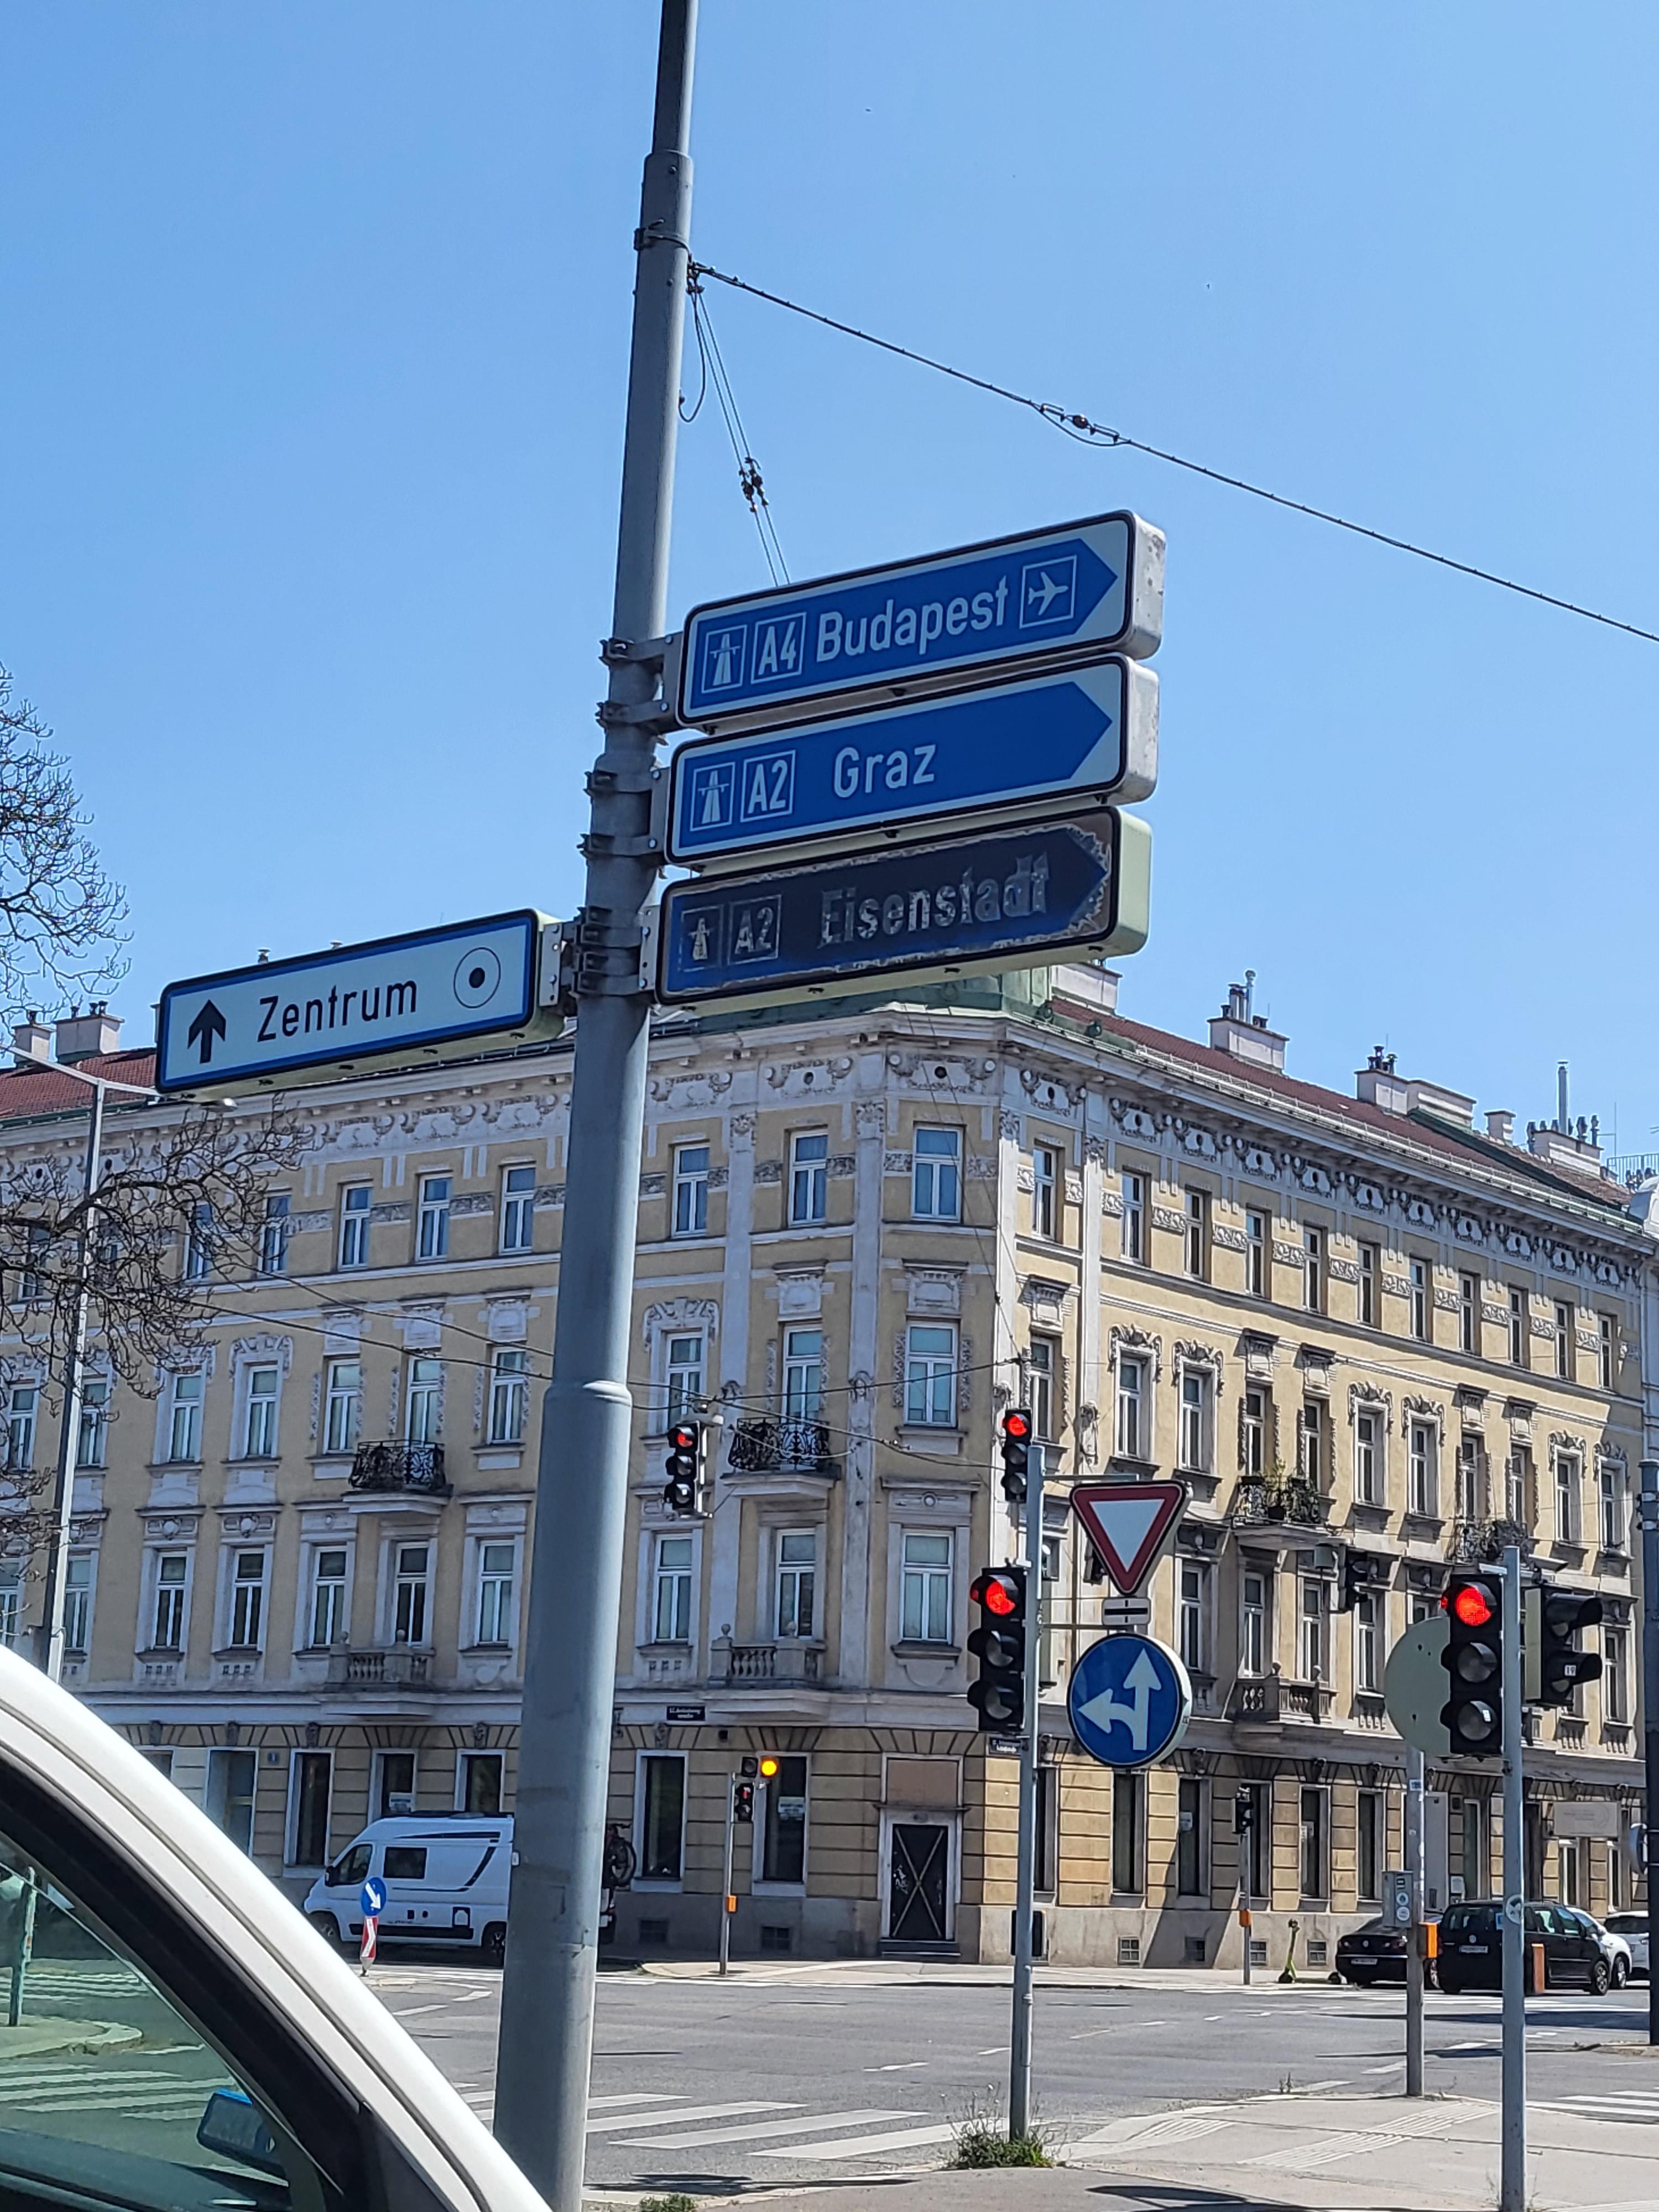 A4 Budapest
A2 Graz
A2 Eisenstadt
Zentrum